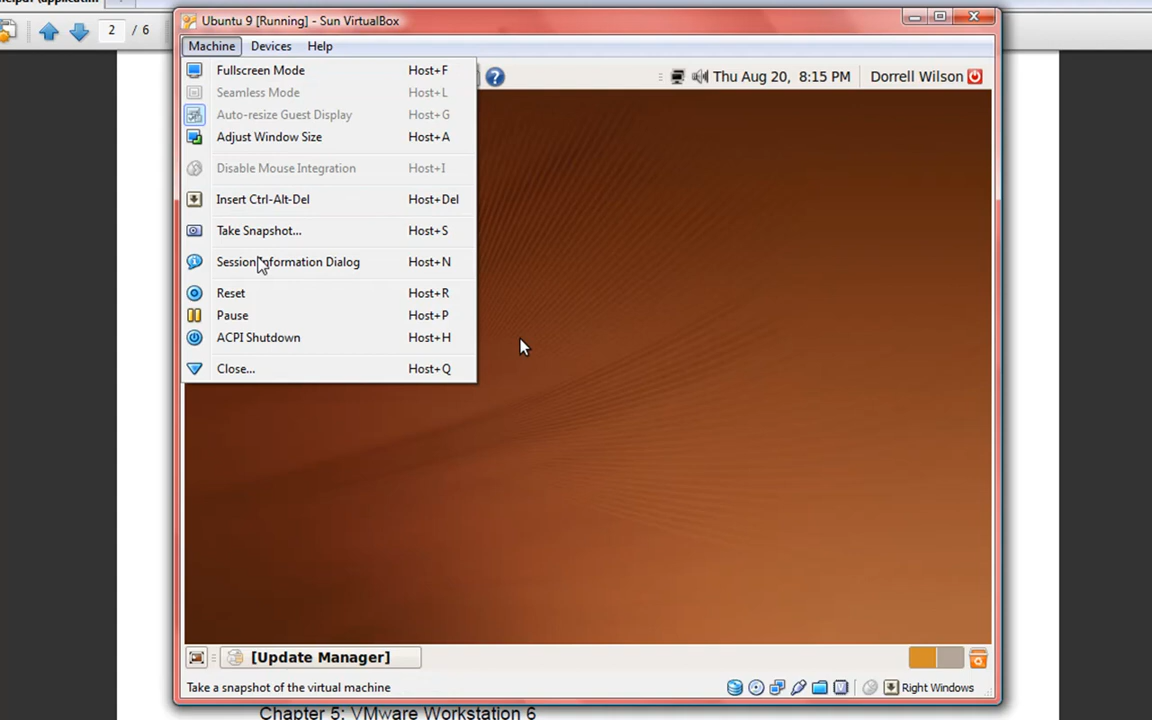 2 / 6
Ubuntu 9 [Running] - Sun VirtualBox
Machine Devices Help
Fullscreen Mode Host+F
Seamless Mode Host+L
Auto-resize Guest Display Host+G
Adjust Window Size Host+A
Disable Mouse Integration Host+I
Insert Ctrl-Alt-Del Host+Del
Take Snapshot... Host+S
Session Information Dialog Host+N
Reset Host+R
Pause Host+P
ACPI Shutdown Host+H
Close... Host+Q
Thu Aug 20, 8:15 PM Dorrell Wilson
[Update Manager]
Take a snapshot of the virtual machine
Right Windows
Chapter 5: VMware Workstation 6